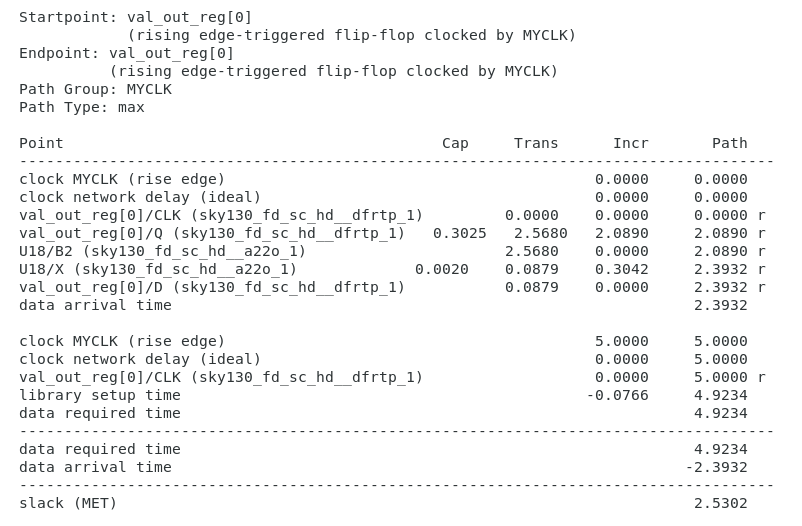 Startpoint: val_out_reg[0]
(rising edge-triggered flip-flop clocked by MYCLK)
Endpoint: val_out_reg[0]
(rising edge-triggered flip-flop clocked by MYCLK)
Path Group: MYCLK
Path Type: max
Point Cap Trans Incr Path
-----------------------------------------------------------------------------------
clock MYCLK (rise edge) 0.0000 0.0000
clock network delay (ideal) 0.0000 0.0000
val_out_reg[0]/CLK (sky130_fd_sc_hd__dfrtp_1) 0.0000 0.0000 0.0000 r
val_out_reg[0]/Q (sky130_fd_sc_hd__dfrtp_1) 0.3025 2.5680 2.0890 2.0890 r
U18/B2 (sky130_fd_sc_hd__a22o_1) 2.5680 0.0000 2.0890 r
U18/X (sky130_fd_sc_hd__a22o_1) 0.0020 0.0879 0.3042 2.3932 r
val_out_reg[0]/D (sky130_fd_sc_hd__dfrtp_1) 0.0879 0.0000 2.3932 r
data arrival time 2.3932
clock MYCLK (rise edge) 5.0000 5.0000
clock network delay (ideal) 0.0000 5.0000
val_out_reg[0]/CLK (sky130_fd_sc_hd__dfrtp_1) 0.0000 5.0000 r
library setup time -0.0766 4.9234
data required time 4.9234
-----------------------------------------------------------------------------------
data required time 4.9234
data arrival time -2.3932
-----------------------------------------------------------------------------------
slack (MET) 2.5302